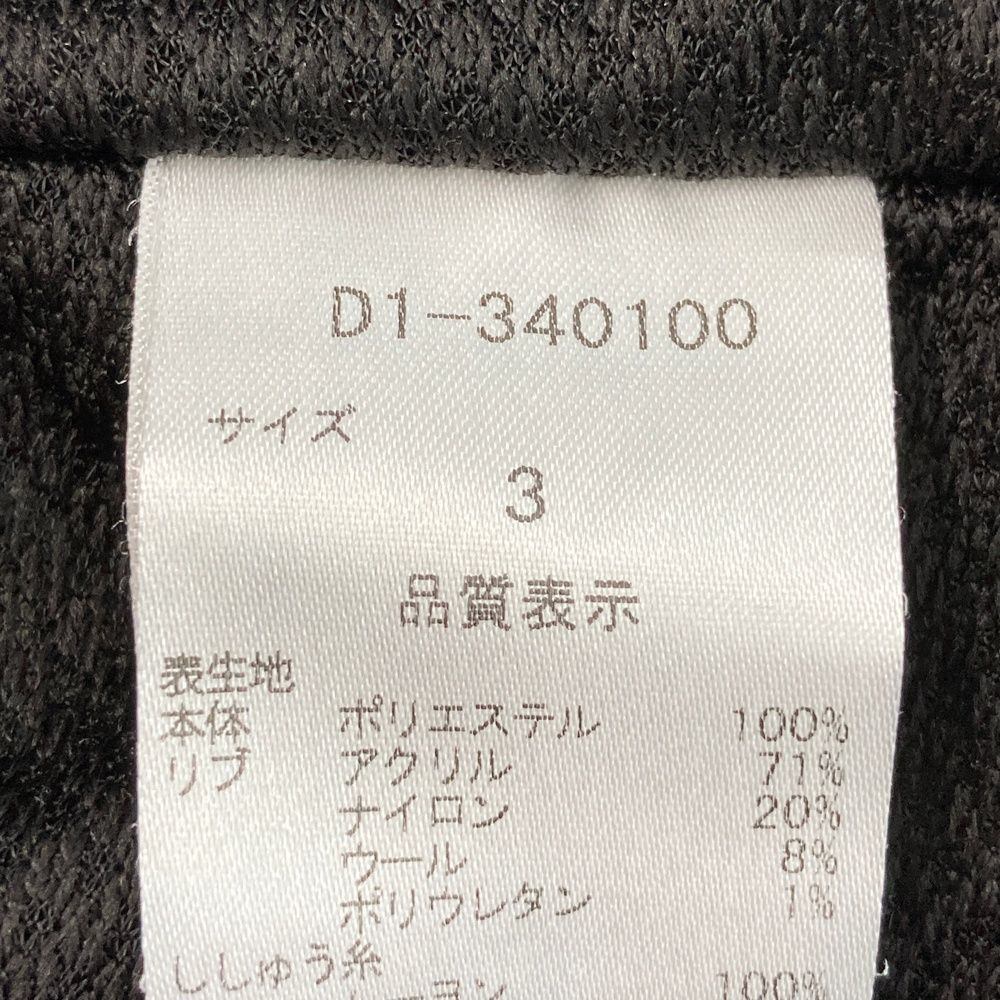 D1-340100
サイズ
3
品質表示
表生地
本体 ポリエステル 100%
リブ アクリル 71%
ナイロン 20%
ウール 8%
ポリウレタン 1%
ししゅう糸
100%